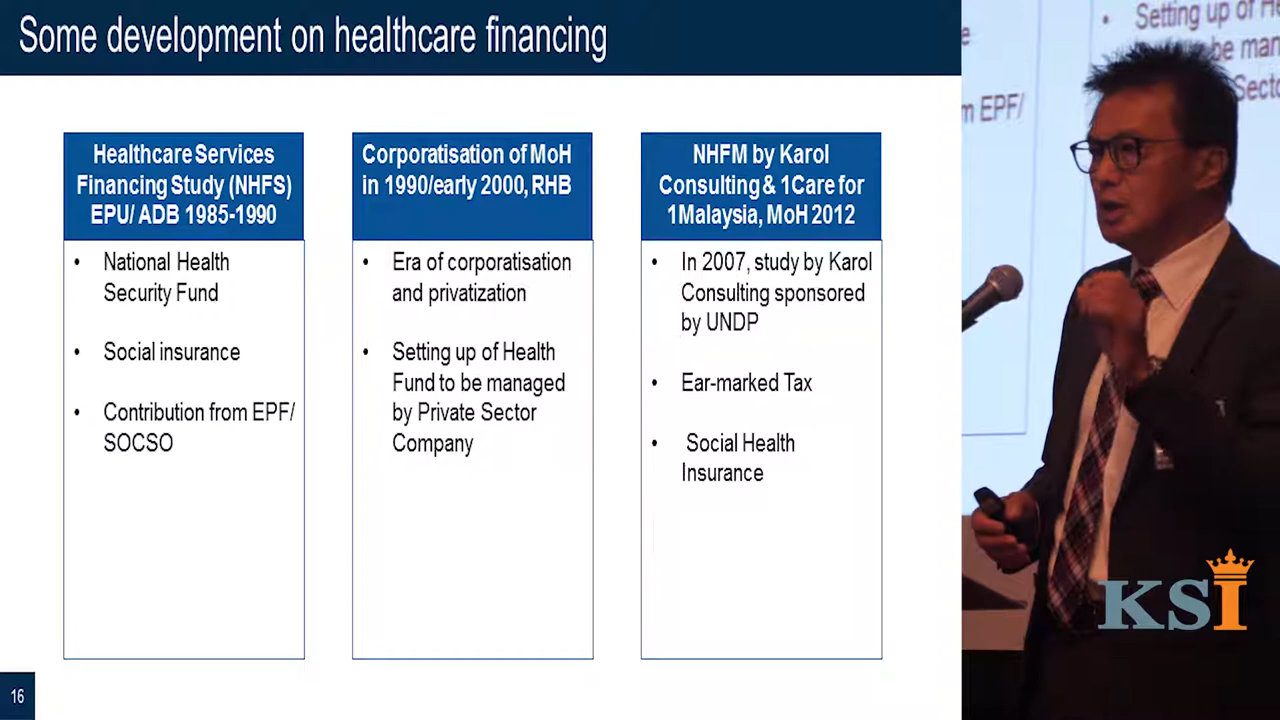 Some development on healthcare financing
Healthcare Services
Financing Study (NHFS)
EPU/ ADB 1985-1990
• National Health
Security Fund
• Social insurance
• Contribution from EPF/
SOCSO
Corporatisation of MoH
in 1990/early 2000, RHB
• Era of corporatisation
and privatization
• Setting up of Health
Fund to be managed
by Private Sector
Company
NHFM by Karol
Consulting & 1Care for
1Malaysia, MoH 2012
• In 2007, study by Karol
Consulting sponsored
by UNDP
• Ear-marked Tax
• Social Health
Insurance
16
• Setting up of
be
EPF/
KSI